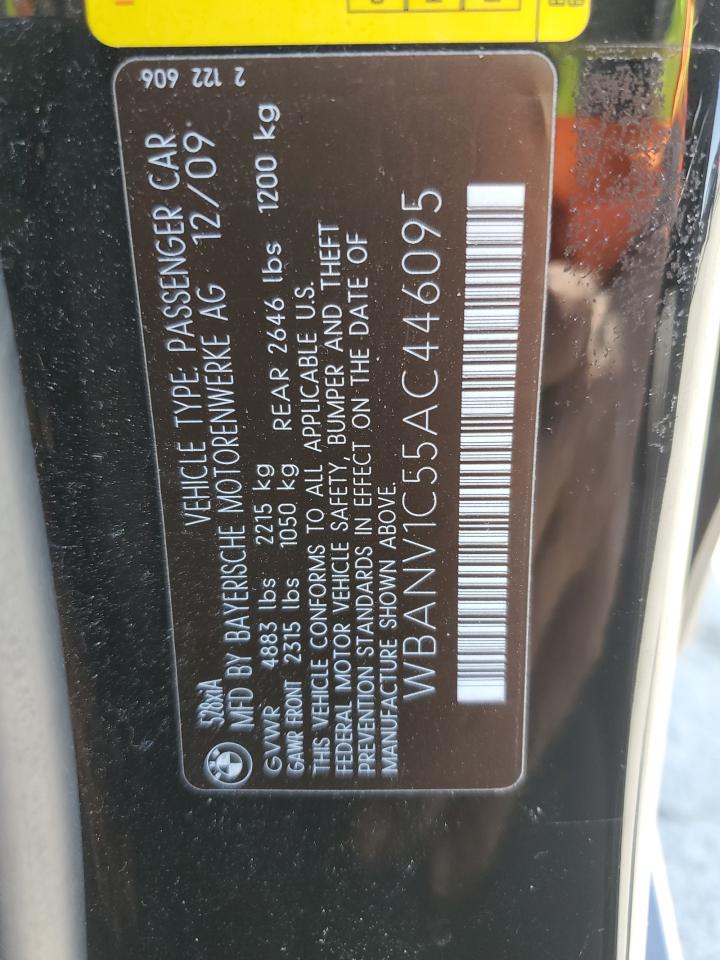 528xiA VEHICLE TYPE: PASSENGER CAR 2 122 606
MFD BY BAYERISCHE MOTORENWERKE AG 12/09
GVWR 4883 lbs 2215 kg
GAWR FRONT 2315 lbs 1050 kg REAR 2646 lbs 1200 kg
THIS VEHICLE CONFORMS TO ALL APPLICABLE U.S.
FEDERAL MOTOR VEHICLE SAFETY, BUMPER AND THEFT
PREVENTION STANDARDS IN EFFECT ON THE DATE OF
MANUFACTURE SHOWN ABOVE.
WBANV1C55AC446095